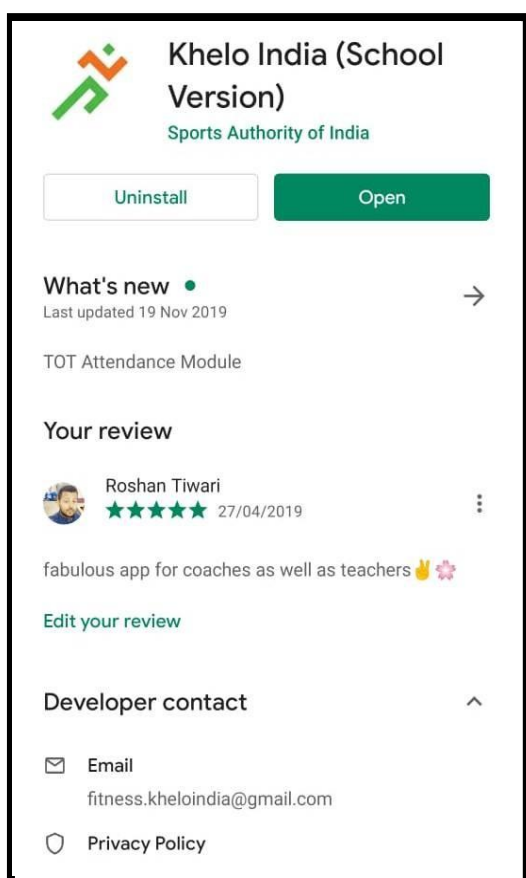 Khelo India (School
Version)
Sports Authority of India
Uninstall
Open
What's new
Last updated 19 Nov 2019
TOT Attendance Module
Your review
Roshan Tiwari
27/04/2019
fabulous app for coaches as well as teachers✌️🌸
Edit your review
Developer contact
Email
fitness.kheloindia@gmail.com
Privacy Policy